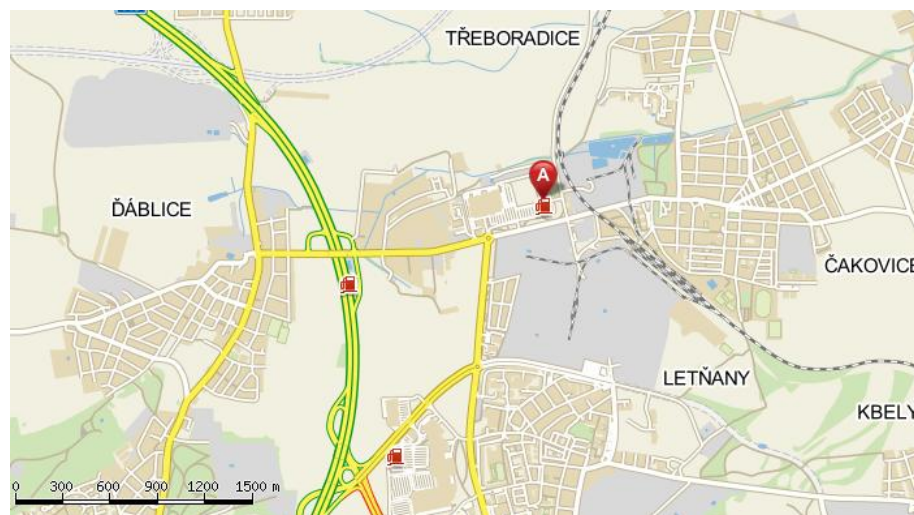 TŘEBORADICE
A
ĎÁBLICE
ČAKOVICE
LETŇANY
KBELY
0 300 600 900 1200 1500 m